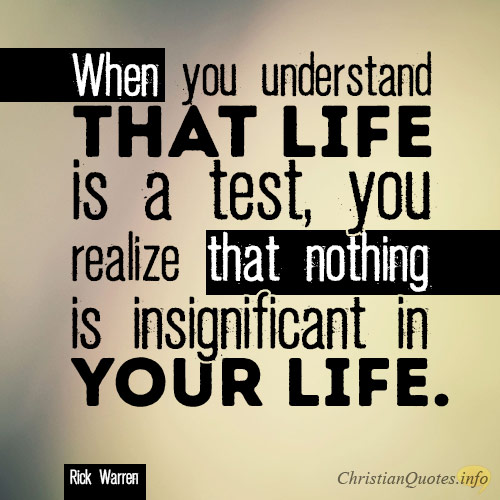 When you understand
THAT LIFE
is a test, you
realize that nothing
is insignificant in
YOUR LIFE.
Rick Warren
ChristianQuotes.info